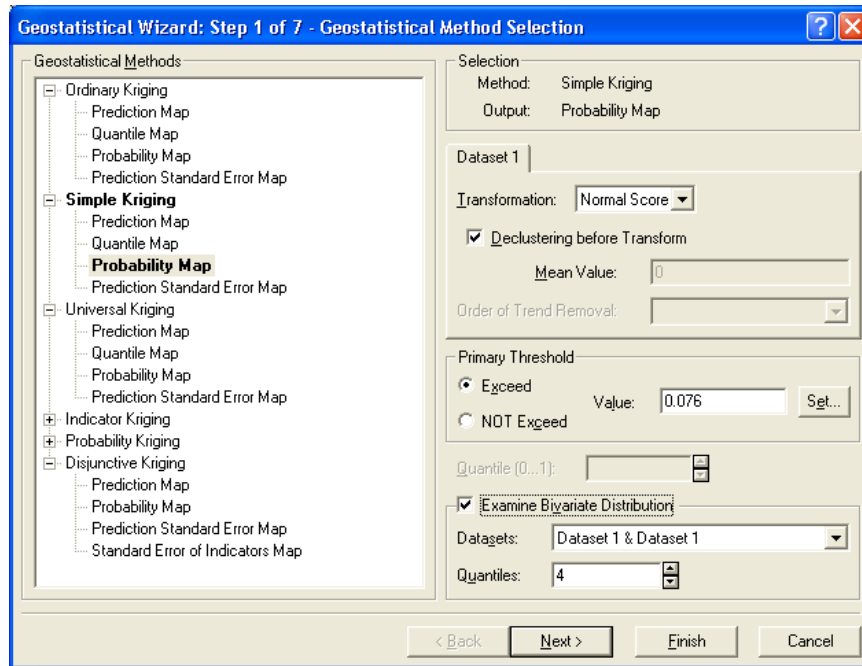 Geostatistical Wizard: Step 1 of 7 - Geostatistical Method Selection
Geostatistical Methods
Ordinary Kriging
Prediction Map
Quantile Map
Probability Map
Prediction Standard Error Map
Simple Kriging
Prediction Map
Quantile Map
Probability Map
Prediction Standard Error Map
Universal Kriging
Prediction Map
Quantile Map
Probability Map
Prediction Standard Error Map
Indicator Kriging
Probability Kriging
Disjunctive Kriging
Prediction Map
Probability Map
Prediction Standard Error Map
Standard Error of Indicators Map
Selection
Method: Simple Kriging
Output: Probability Map
Dataset 1
Transformation: Normal Score
Declustering before Transform
Mean Value: 0
Order of Trend Removal:
Primary Threshold
Exceed
NOT Exceed
Value: 0.076
Set...
Quantile (0...1):
Examine Bivariate Distribution
Datasets: Dataset 1 & Dataset 1
Quantiles: 4
< Back
Next >
Finish
Cancel